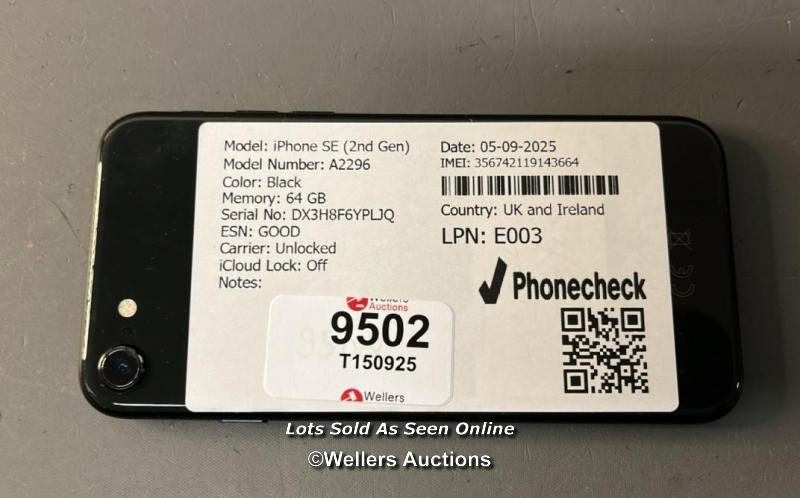 Model: iPhone SE (2nd Gen)
Model Number: A2296
Color: Black
Memory: 64 GB
Serial No: DX3H8F6YPLJQ
ESN: GOOD
Carrier: Unlocked
iCloud Lock: Off
Notes:
Date: 05-09-2025
IMEI: 356742119143664
Country: UK and Ireland
LPN: E003
Phonecheck
Wellers
Auctions
9502
T150925
Wellers
CE
Lots Sold As Seen Online
©Wellers Auctions